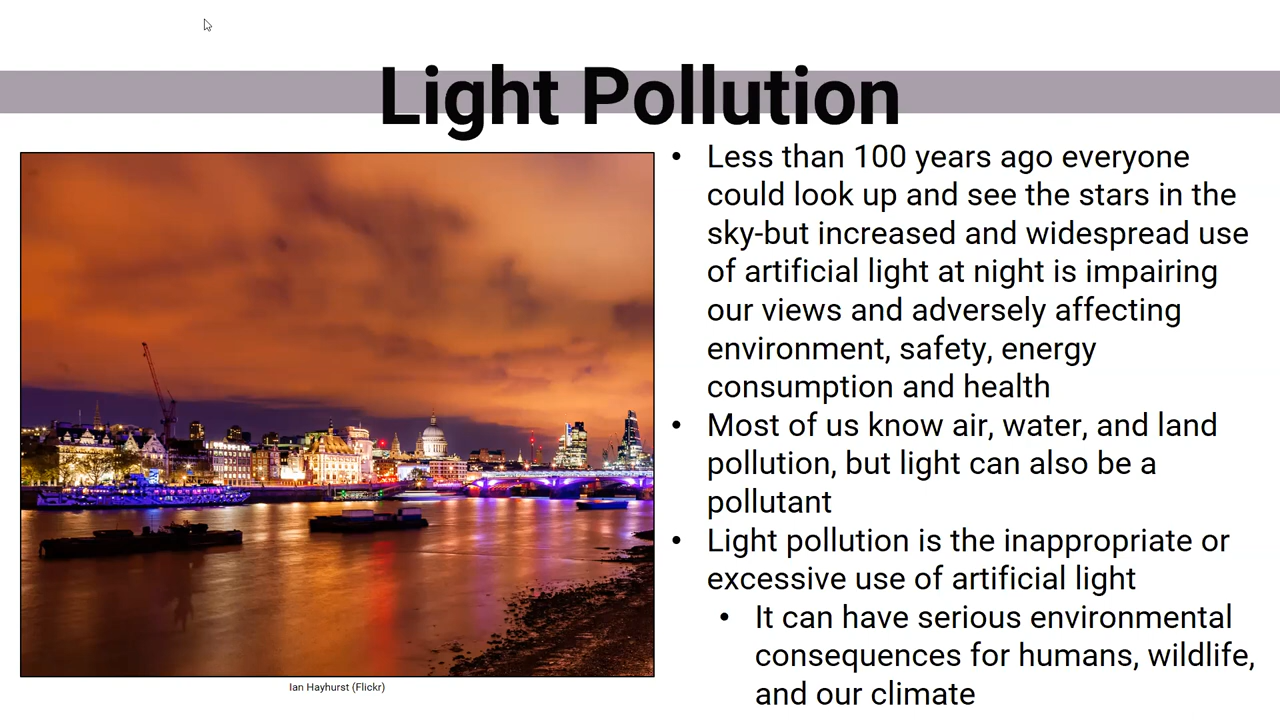 Light Pollution
• Less than 100 years ago everyone
could look up and see the stars in the
sky-but increased and widespread use
of artificial light at night is impairing
our views and adversely affecting
environment, safety, energy
consumption and health
• Most of us know air, water, and land
pollution, but light can also be a
pollutant
• Light pollution is the inappropriate or
excessive use of artificial light
• It can have serious environmental
consequences for humans, wildlife,
and our climate
Ian Hayhurst (Flickr)